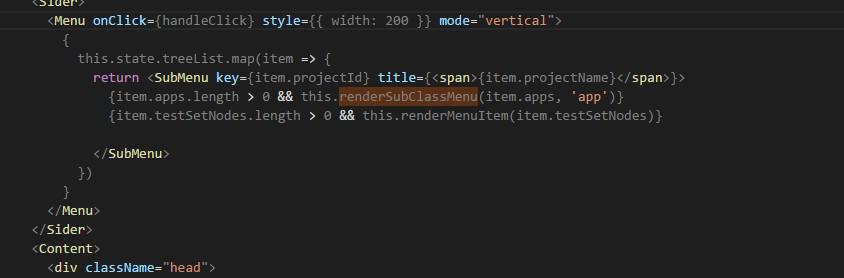 <Sider>
<Menu onClick={handleClick} style={{ width: 200 }} mode="vertical">
{
this.state.treeList.map(item => {
return <SubMenu key={item.projectId} title={<span>{item.projectName}</span>}>
{item.apps.length > 0 && this.renderSubClassMenu(item.apps, 'app')}
{item.testSetNodes.length > 0 && this.renderMenuItem(item.testSetNodes)}
</SubMenu>
})
}
</Menu>
</Sider>
<Content>
<div className="head">